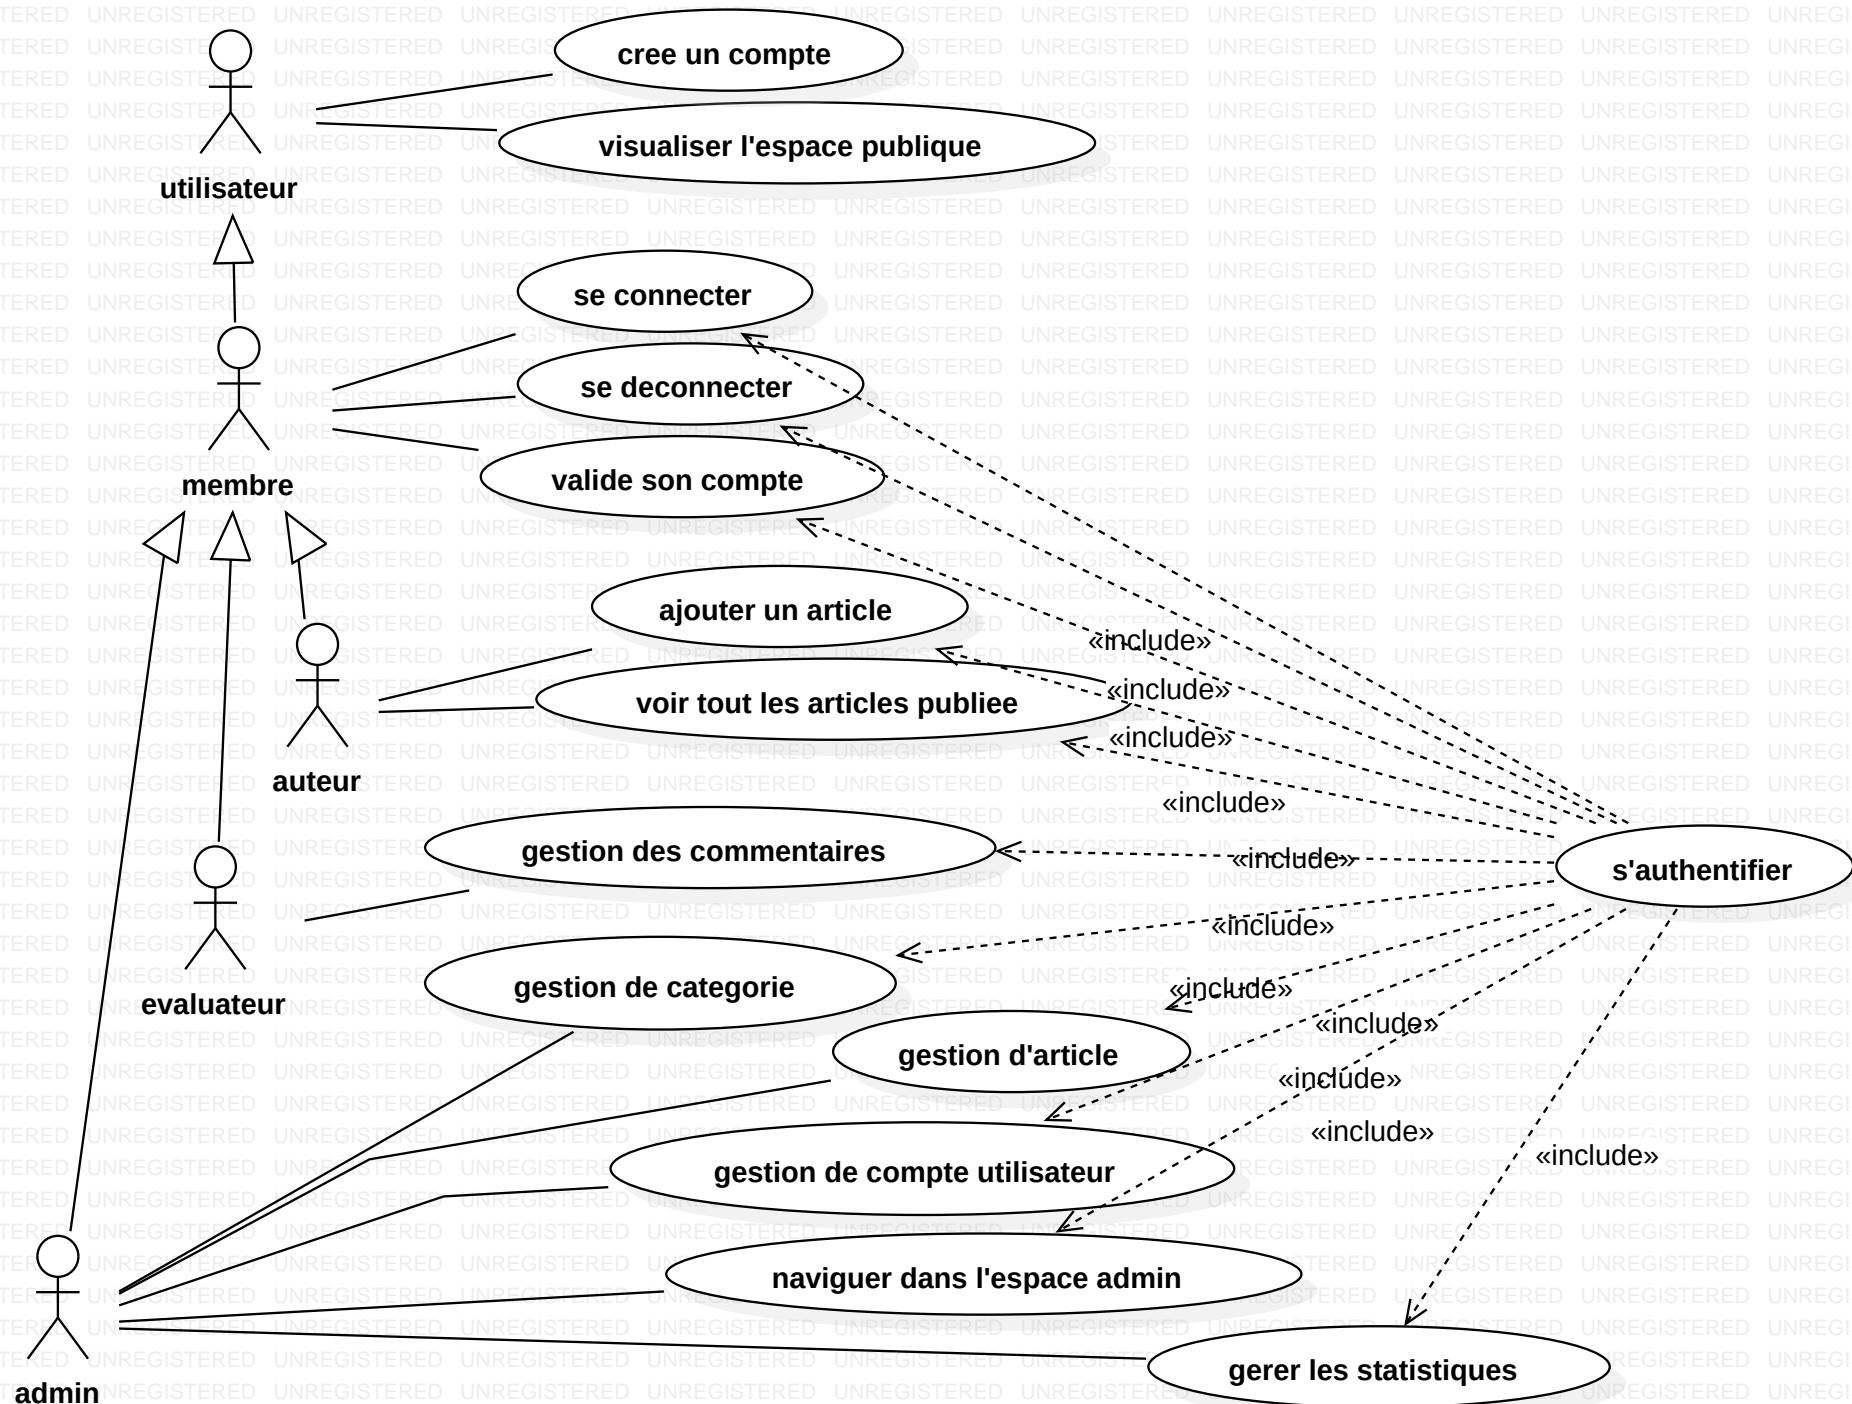 cree un compte
visualiser l'espace publique
utilisateur
se connecter
se deconnecter
membre
valide son compte
ajouter un article
«include»
voir tout les articles publiee
«include»
«include»
auteur
«include»
gestion des commentaires
«include»
s'authentifier
«include»
evaluateur
gestion de categorie
«include»
«include»
gestion d'article
«include»
«include»
«include»
gestion de compte utilisateur
naviguer dans l'espace admin
gerer les statistiques
admin
UNREGISTERED